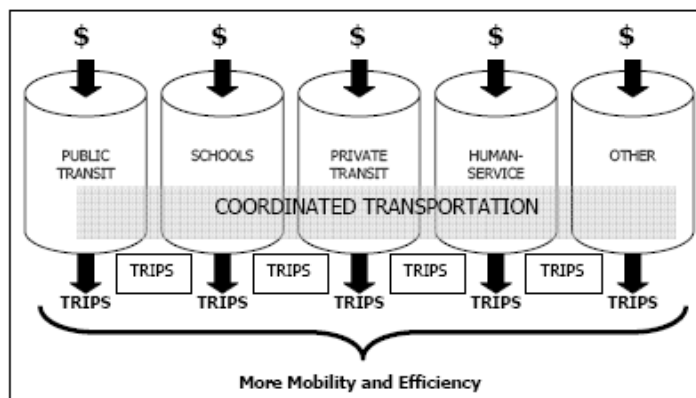 $ $ $ $ $
PUBLIC TRANSIT
SCHOOLS
PRIVATE TRANSIT
HUMAN-SERVICE
OTHER
COORDINATED TRANSPORTATION
TRIPS TRIPS TRIPS TRIPS
TRIPS TRIPS TRIPS TRIPS TRIPS
More Mobility and Efficiency